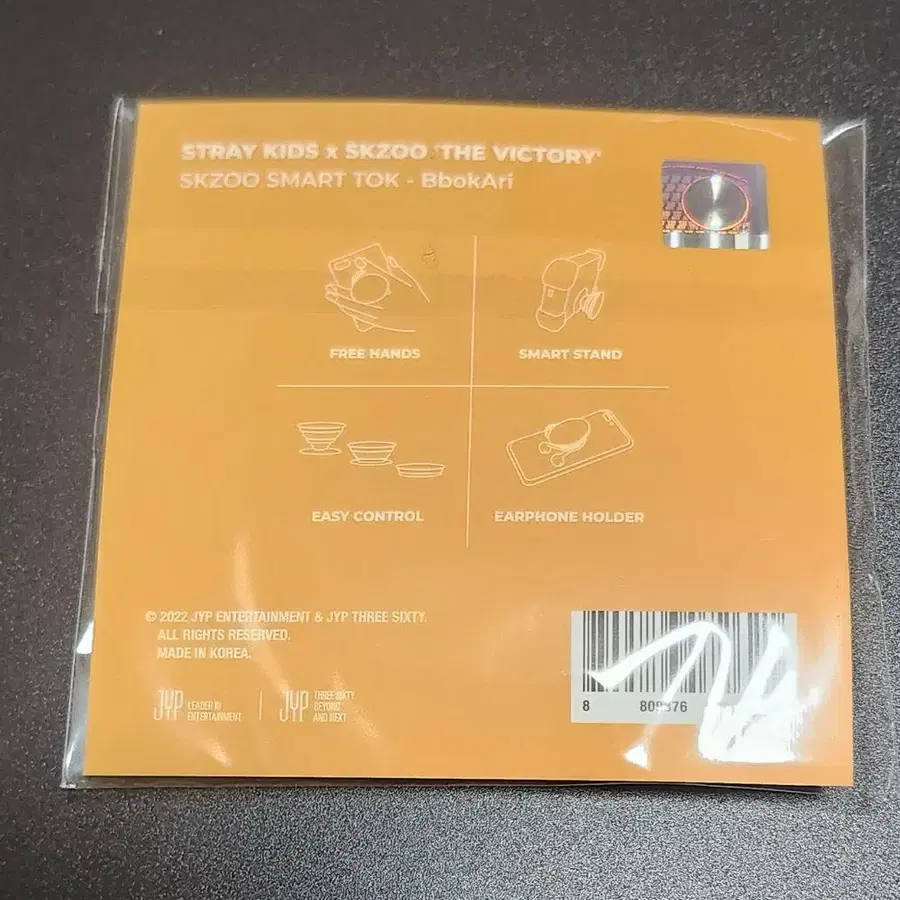 STRAY KIDS x SKZOO 'THE VICTORY'
SKZOO SMART TOK - BbokAri
FREE HANDS
SMART STAND
EASY CONTROL
EARPHONE HOLDER
© 2022 JYP ENTERTAINMENT & JYP THREE SIXTY.
ALL RIGHTS RESERVED.
MADE IN KOREA.
JYP LEADER IN
ENTERTAINMENT
JYP THREE SIXTY
BEYOND
AND NEXT
8